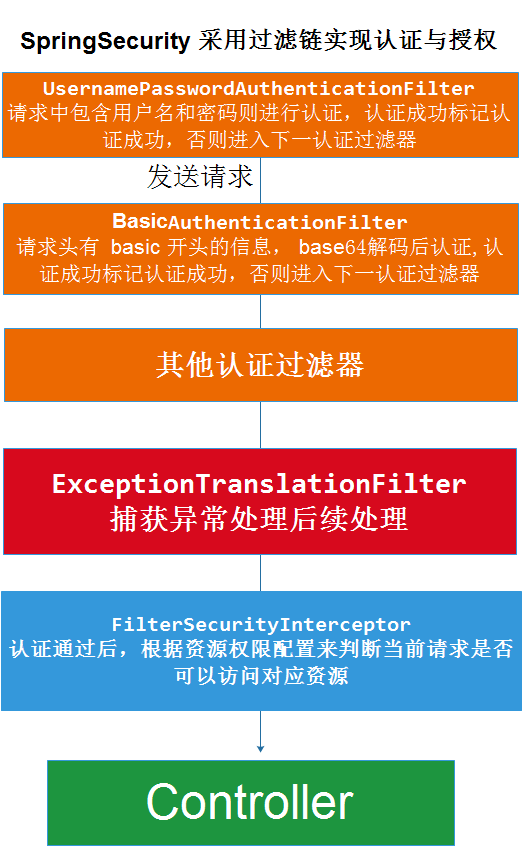 SpringSecurity 采用过滤链实现认证与授权
UsernamePasswordAuthenticationFilter
请求中包含用户名和密码则进行认证，认证成功标记认
证成功，否则进入下一认证过滤器
发送请求
BasicAuthenticationFilter
请求头有 basic 开头的信息， base64解码后认证,认
证成功标记认证成功，否则进入下一认证过滤器
其他认证过滤器
ExceptionTranslationFilter
捕获异常处理后续处理
FilterSecurityInterceptor
认证通过后，根据资源权限配置来判断当前请求是否
可以访问对应资源
Controller